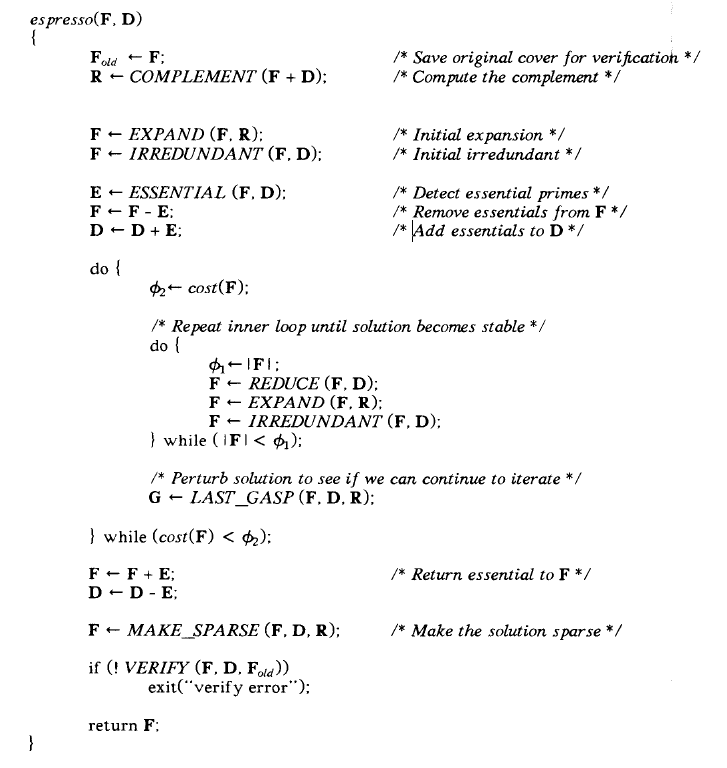 espresso(F, D)
{
F_old ← F; /* Save original cover for verification */
R ← COMPLEMENT (F + D); /* Compute the complement */
F ← EXPAND (F, R); /* Initial expansion */
F ← IRREDUNDANT (F, D); /* Initial irredundant */
E ← ESSENTIAL (F, D); /* Detect essential primes */
F ← F - E; /* Remove essentials from F */
D ← D + E; /* Add essentials to D */
do {
ϕ₂ ← cost(F);
/* Repeat inner loop until solution becomes stable */
do {
ϕ₁ ← |F|;
F ← REDUCE (F, D);
F ← EXPAND (F, R);
F ← IRREDUNDANT (F, D);
} while ( |F| < ϕ₁);
/* Perturb solution to see if we can continue to iterate */
G ← LAST_GASP (F, D, R);
} while (cost(F) < ϕ₂);
F ← F + E; /* Return essential to F */
D ← D - E;
F ← MAKE_SPARSE (F, D, R); /* Make the solution sparse */
if (! VERIFY (F, D, F_old))
exit("verify error");
return F;
}